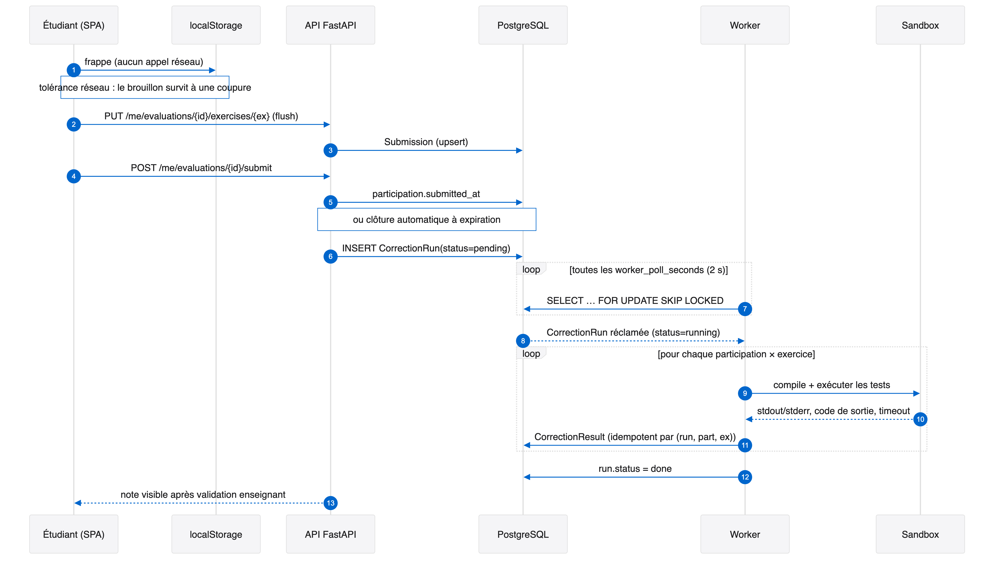 Étudiant (SPA)
localStorage
API FastAPI
PostgreSQL
Worker
Sandbox
frappe (aucun appel réseau)
1
tolérance réseau : le brouillon survit à une coupure
PUT /me/evaluations/{id}/exercises/{ex} (flush)
2
Submission (upsert)
3
POST /me/evaluations/{id}/submit
4
participation.submitted_at
5
ou clôture automatique à expiration
INSERT CorrectionRun(status=pending)
6
loop
[toutes les worker_poll_seconds (2 s)]
SELECT … FOR UPDATE SKIP LOCKED
7
CorrectionRun réclamée (status=running)
8
loop
[pour chaque participation × exercice]
compile + exécuter les tests
9
stdout/stderr, code de sortie, timeout
10
CorrectionResult (idempotent par (run, part, ex))
11
run.status = done
12
note visible après validation enseignant
13
Étudiant (SPA)
localStorage
API FastAPI
PostgreSQL
Worker
Sandbox